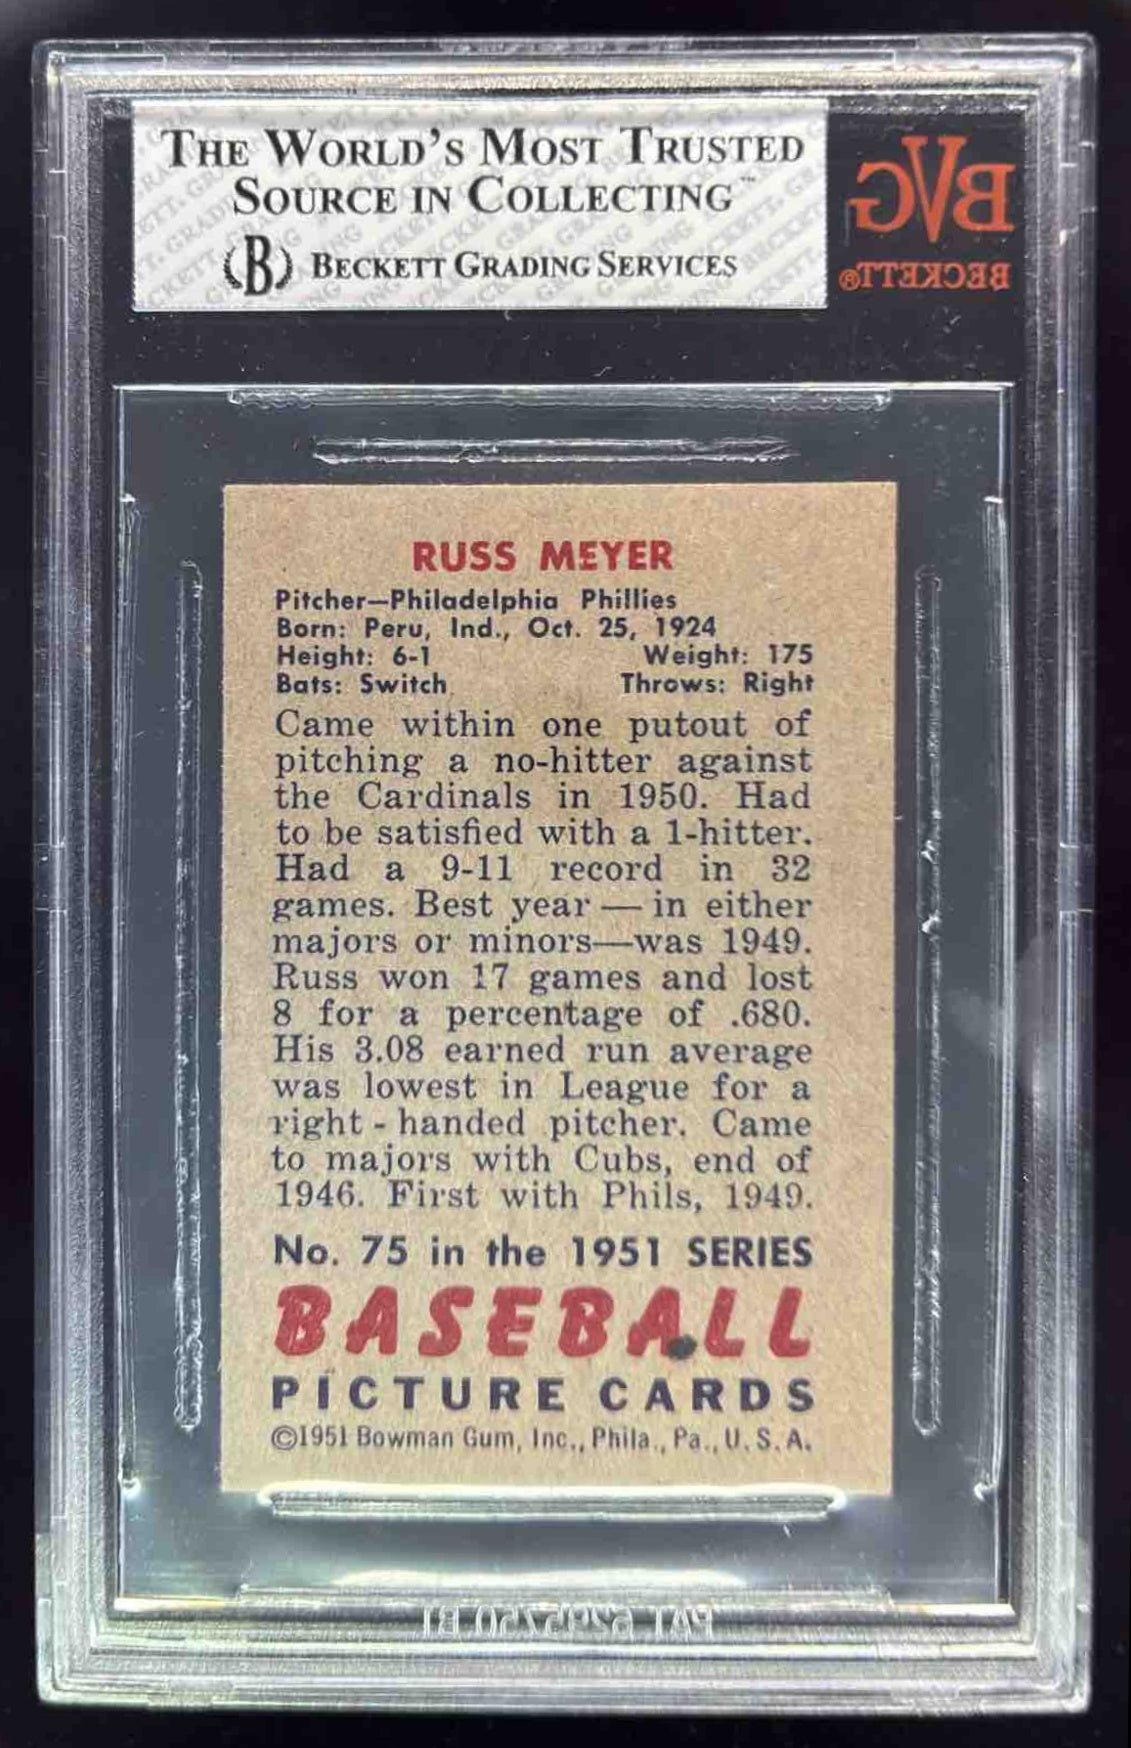 THE WORLD'S MOST TRUSTED
SOURCE IN COLLECTING™
(B) BECKETT GRADING SERVICES
BVG
BECKETT®
RUSS MEYER
Pitcher—Philadelphia Phillies
Born: Peru, Ind., Oct. 25, 1924
Height: 6-1 Weight: 175
Bats: Switch Throws: Right
Came within one putout of
pitching a no-hitter against
the Cardinals in 1950. Had
to be satisfied with a 1-hitter.
Had a 9-11 record in 32
games. Best year — in either
majors or minors—was 1949.
Russ won 17 games and lost
8 for a percentage of .680.
His 3.08 earned run average
was lowest in League for a
right - handed pitcher. Came
to majors with Cubs, end of
1946. First with Phils, 1949.
No. 75 in the 1951 SERIES
BASEBALL
PICTURE CARDS
©1951 Bowman Gum, Inc., Phila., Pa., U. S. A.